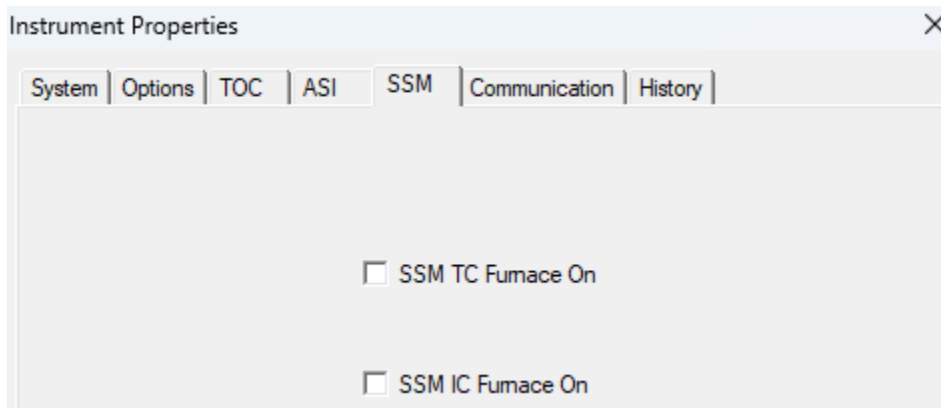 Instrument Properties
System Options TOC ASI SSM Communication History
SSM TC Furnace On
SSM IC Furnace On